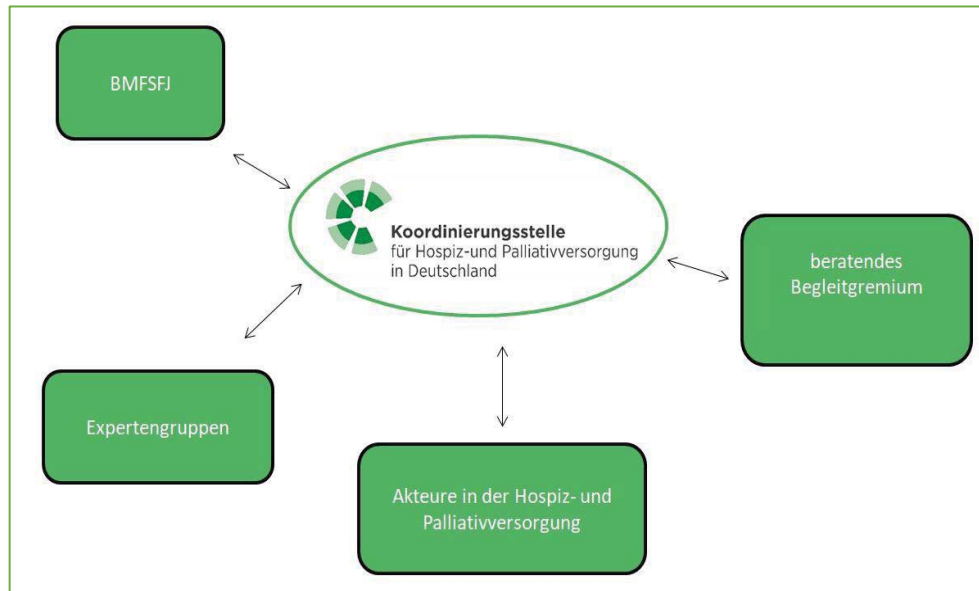 BMFSFJ
Koordinierungsstelle
für Hospiz-und Palliativversorgung
in Deutschland
beratendes
Begleitgremium
Expertengruppen
Akteure in der Hospiz- und
Palliativversorgung